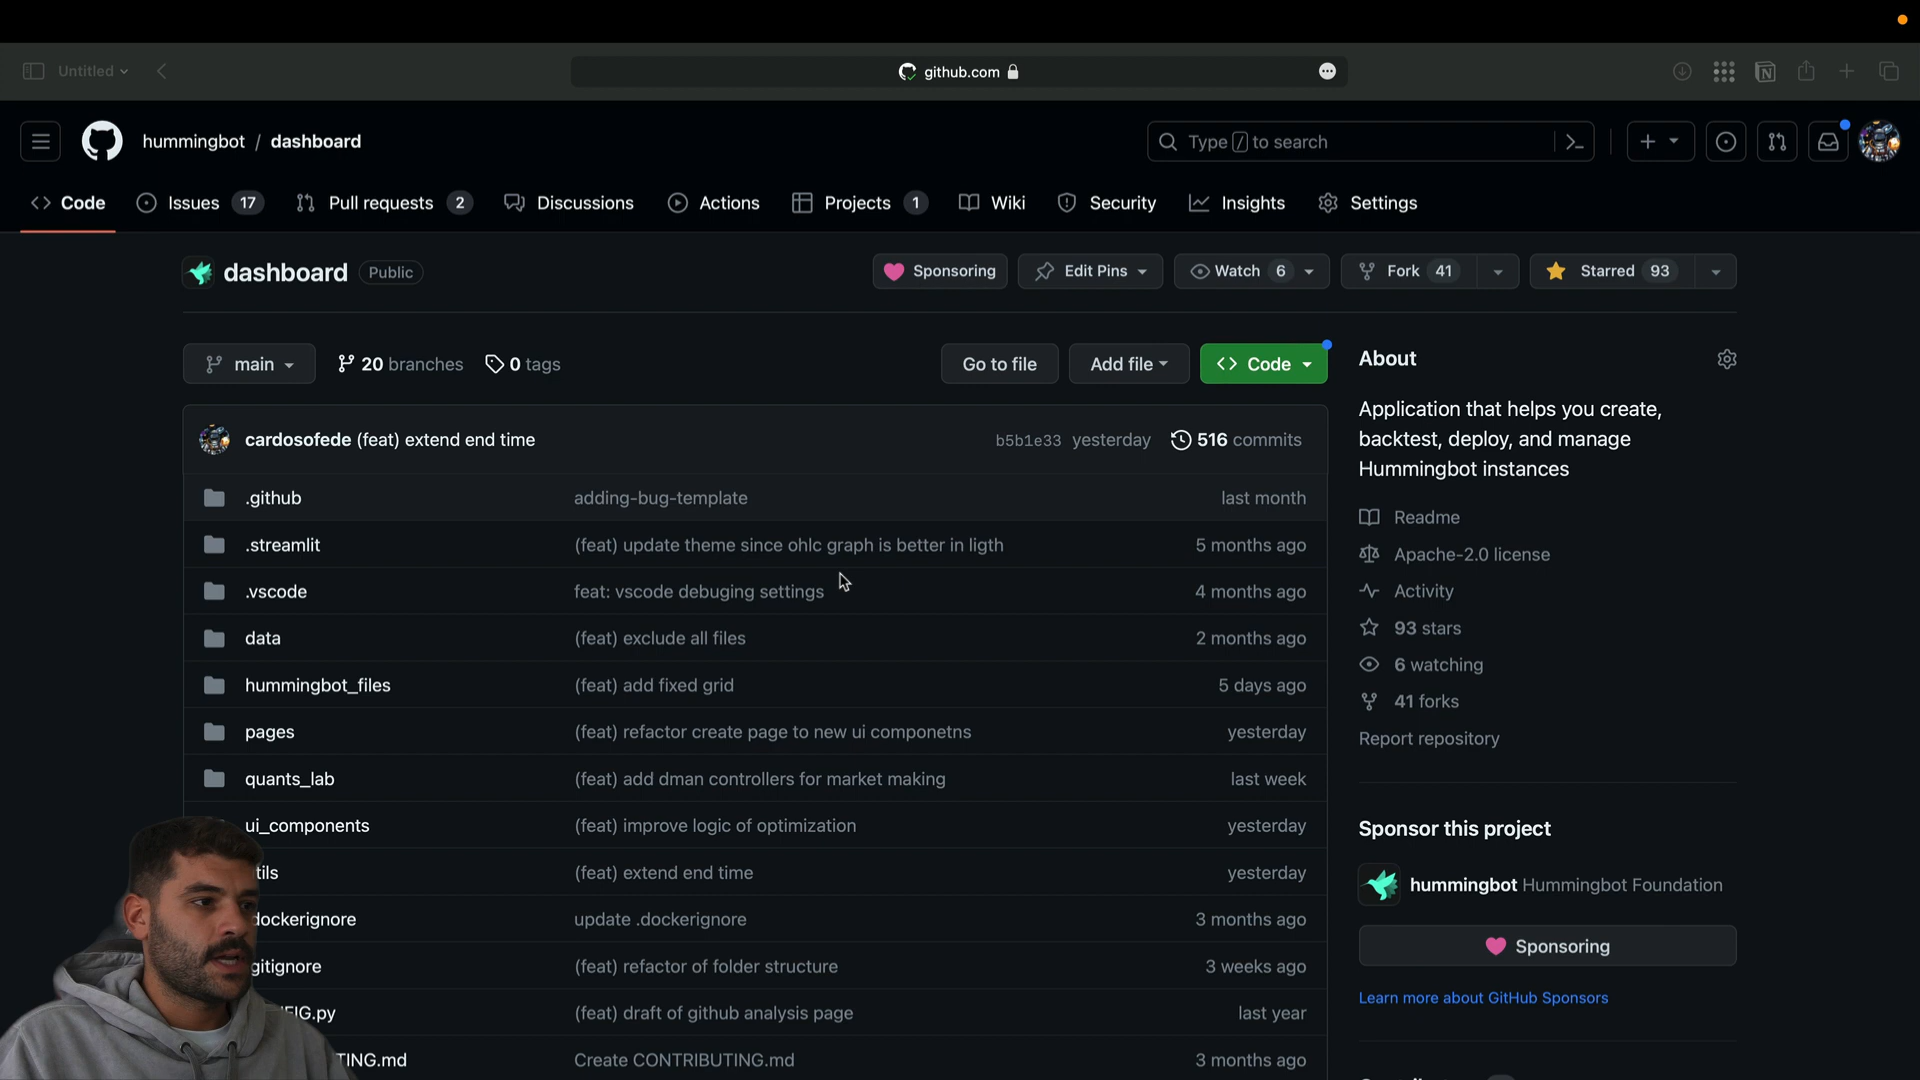 Untitled
github.com
hummingbot / dashboard
Type / to search
Code
Issues 17
Pull requests 2
Discussions
Actions
Projects 1
Wiki
Security
Insights
Settings
dashboard Public
Sponsoring
Edit Pins
Watch 6
Fork 41
Starred 93
main
20 branches
0 tags
Go to file
Add file
Code
cardosofede (feat) extend end time b5b1e33 yesterday 516 commits
.github adding-bug-template last month
.streamlit (feat) update theme since ohlc graph is better in ligth 5 months ago
.vscode feat: vscode debuging settings 4 months ago
data (feat) exclude all files 2 months ago
hummingbot_files (feat) add fixed grid 5 days ago
pages (feat) refactor create page to new ui componetns yesterday
quants_lab (feat) add dman controllers for market making last week
ui_components (feat) improve logic of optimization yesterday
tils (feat) extend end time yesterday
dockerignore update .dockerignore 3 months ago
gitignore (feat) refactor of folder structure 3 weeks ago
FIG.py (feat) draft of github analysis page last year
TING.md Create CONTRIBUTING.md 3 months ago
About
Application that helps you create,
backtest, deploy, and manage
Hummingbot instances
Readme
Apache-2.0 license
Activity
93 stars
6 watching
41 forks
Report repository
Sponsor this project
hummingbot Hummingbot Foundation
Sponsoring
Learn more about GitHub Sponsors